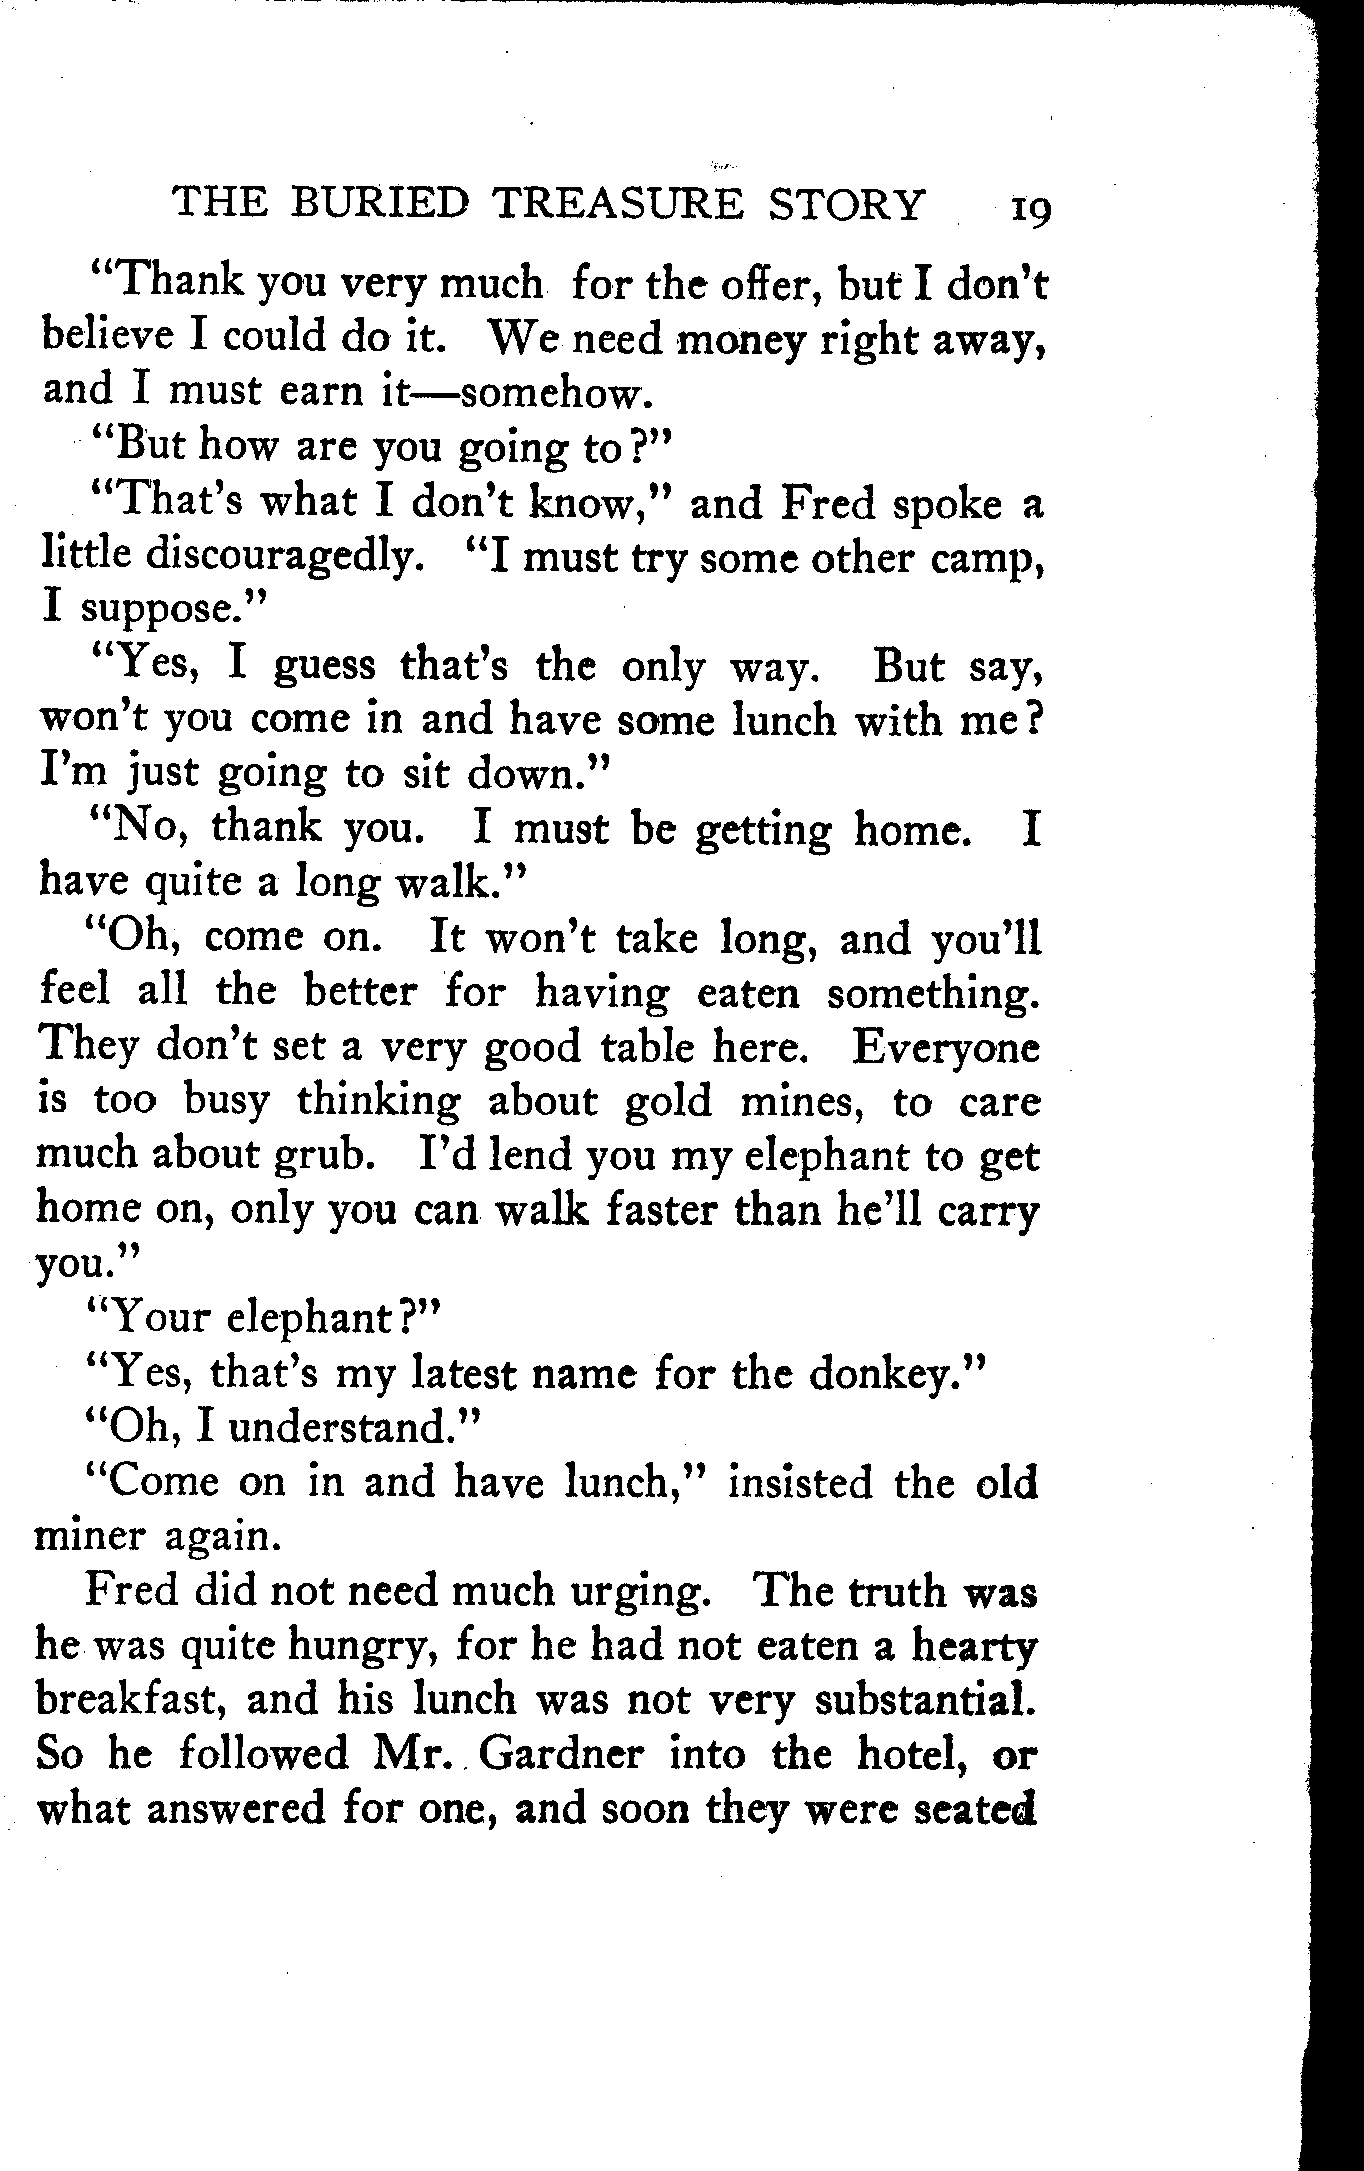 THE BURIED TREASURE STORY 19
“Thank you very much for the offer, but I don’t
believe I could do it. We need money right away,
and I must earn it—somehow.
“But how are you going to?”
“That’s what I don’t know,” and Fred spoke a
little discouragedly. “I must try some other camp,
I suppose.”
“Yes, I guess that’s the only way. But say,
won’t you come in and have some lunch with me?
I’m just going to sit down.”
“No, thank you. I must be getting home. I
have quite a long walk.”
“Oh, come on. It won’t take long, and you’ll
feel all the better for having eaten something.
They don’t set a very good table here. Everyone
is too busy thinking about gold mines, to care
much about grub. I’d lend you my elephant to get
home on, only you can walk faster than he’ll carry
you.”
“Your elephant?”
“Yes, that’s my latest name for the donkey.”
“Oh, I understand.”
“Come on in and have lunch,” insisted the old
miner again.
Fred did not need much urging. The truth was
he was quite hungry, for he had not eaten a hearty
breakfast, and his lunch was not very substantial.
So he followed Mr. Gardner into the hotel, or
what answered for one, and soon they were seated